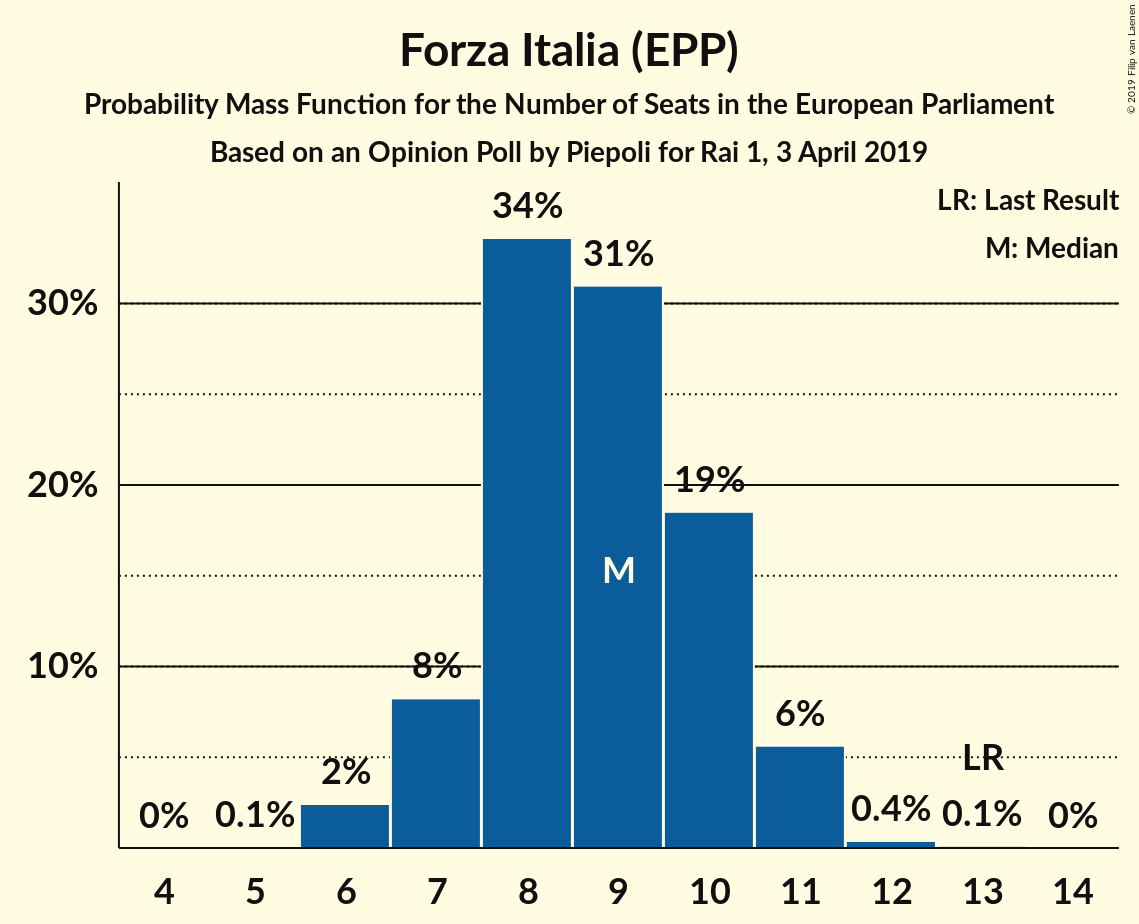 Forza Italia (EPP)
Probability Mass Function for the Number of Seats in the European Parliament
Based on an Opinion Poll by Piepoli for Rai 1, 3 April 2019
© 2019 Filip van Laenen
LR: Last Result
M: Median
34%
31%
30%
20%
19%
M
10%
8%
6%
LR
2%
0%
0.1%
0.4%
0.1%
0%
4 5 6 7 8 9 10 11 12 13 14